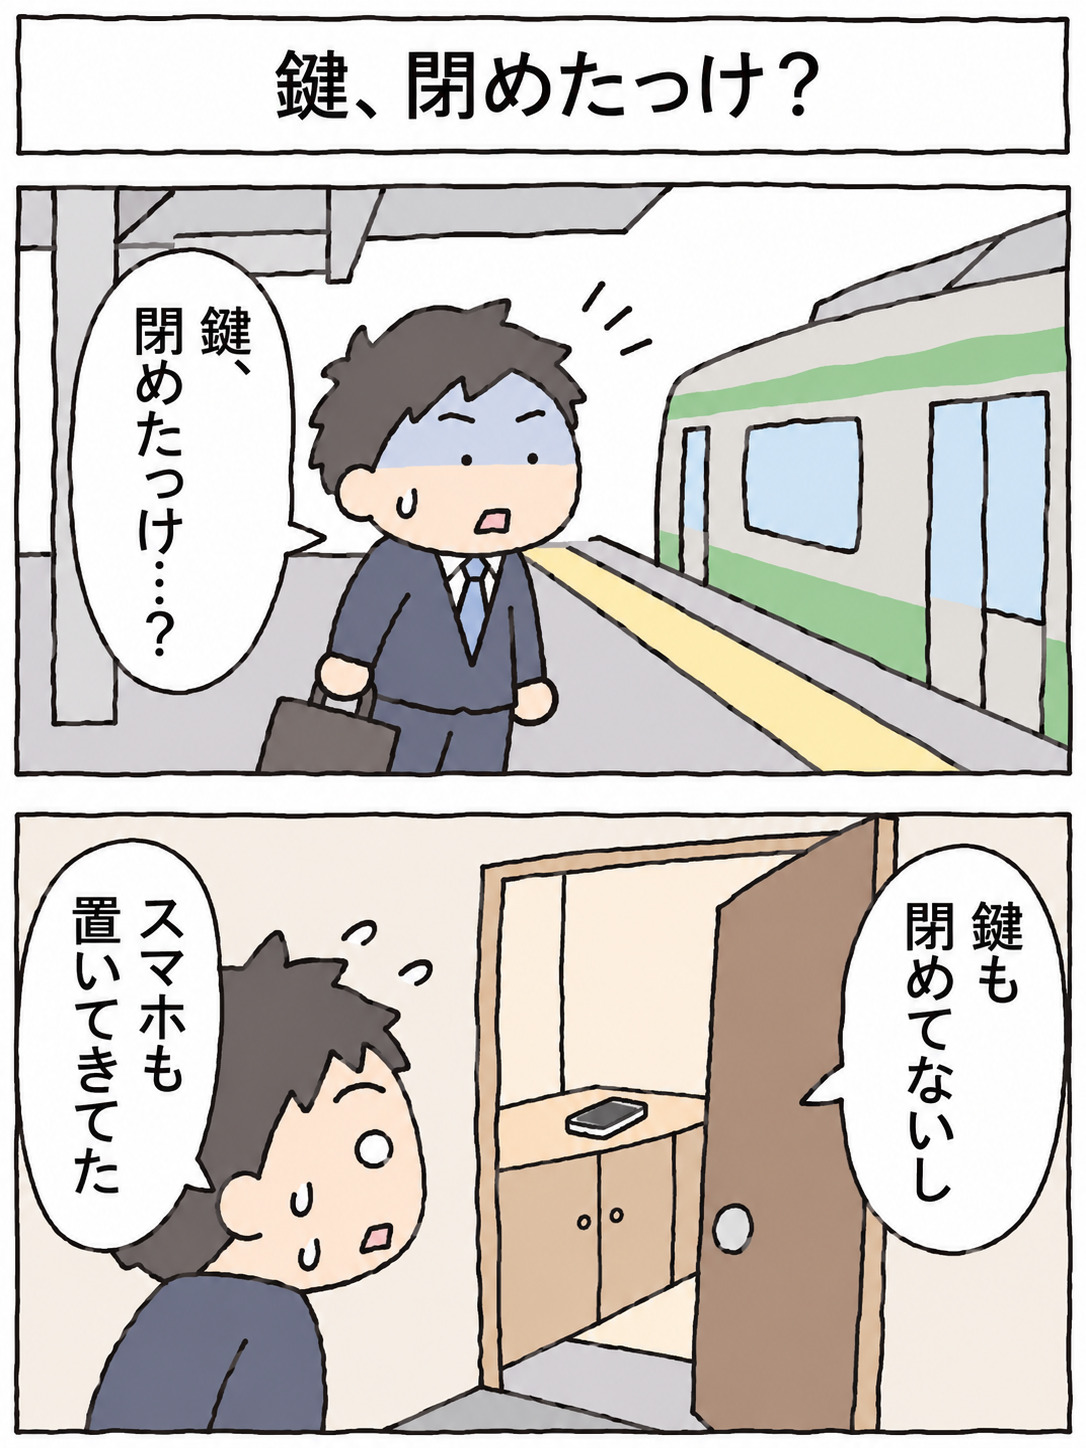 鍵、閉めたっけ？
鍵、
閉めたっけ…？
鍵も
閉めてないし
スマホも
置いてきてた